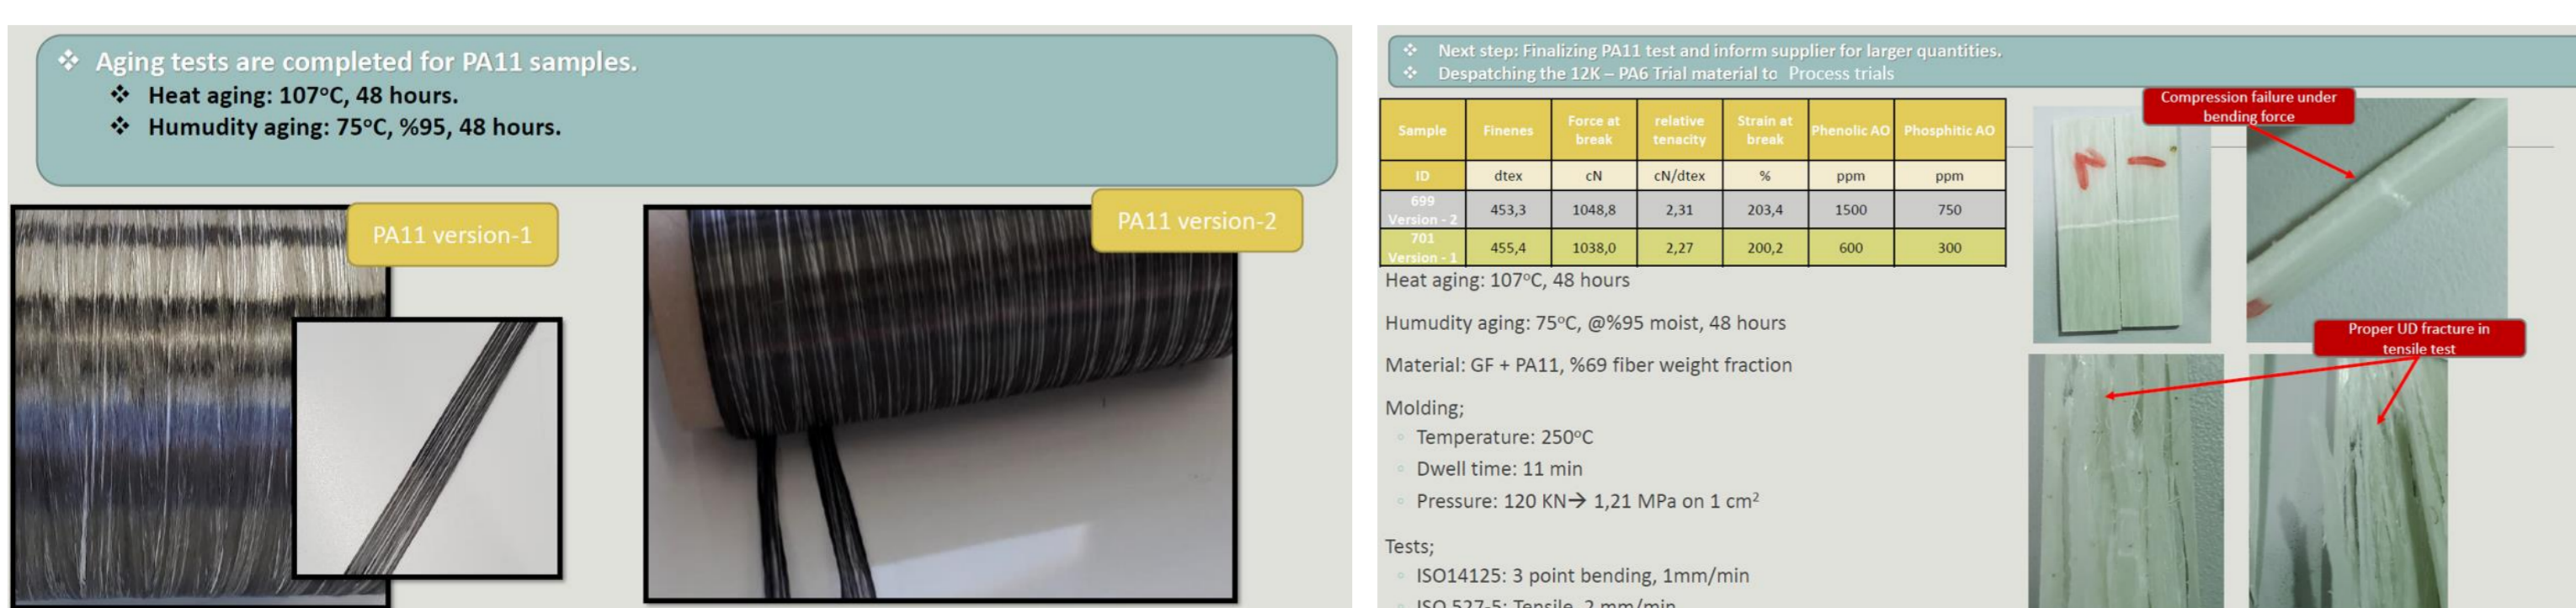 Aging tests are completed for PA11 samples.
Heat aging: 107°C, 48 hours.
Humudity aging: 75°C, %95, 48 hours.
PA11 version-1
PA11 version-2
Next step: Finalizing PA11 test and inform supplier for larger quantities.
Despatching the 12K – PA6 Trial material to Process trials
Sample Finenes Force at break relative tenacity Strain at break Phenolic AO Phosphitic AO
ID dtex cN cN/dtex % ppm ppm
699 Version - 2 453,3 1048,8 2,31 203,4 1500 750
701 Version - 1 455,4 1038,0 2,27 200,2 600 300
Heat aging: 107°C, 48 hours
Humudity aging: 75°C, @%95 moist, 48 hours
Material: GF + PA11, %69 fiber weight fraction
Molding;
Temperature: 250°C
Dwell time: 11 min
Pressure: 120 KN→ 1,21 MPa on 1 cm²
Tests;
ISO14125: 3 point bending, 1mm/min
ISO 527-5: Tensile, 2 mm/min
Compression failure under
bending force
Proper UD fracture in
tensile test